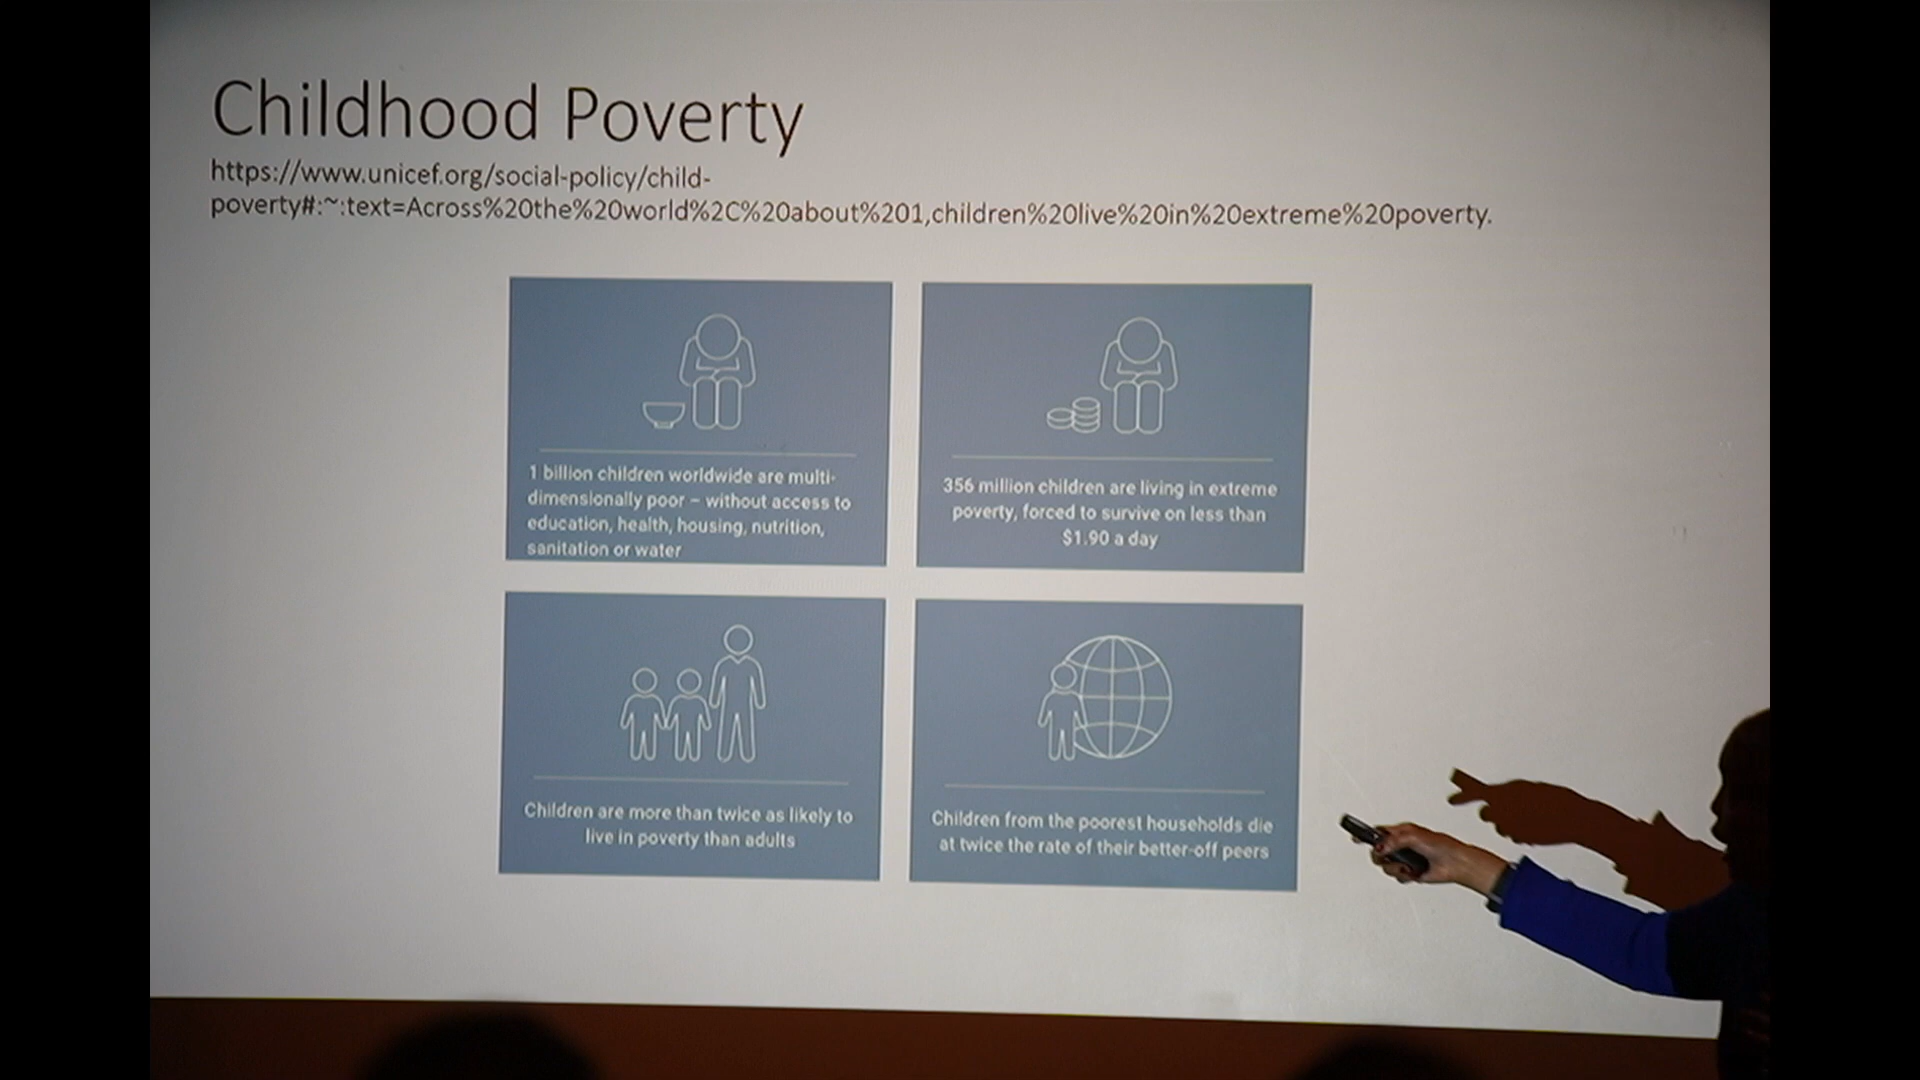 Childhood Poverty
https://www.unicef.org/social-policy/child-
poverty#:~:text=Across%20the%20world%2C%20about%201,children%20live%20in%20extreme%20poverty.
1 billion children worldwide are multi-
dimensionally poor – without access to
education, health, housing, nutrition,
sanitation or water
356 million children are living in extreme
poverty, forced to survive on less than
$1.90 a day
Children are more than twice as likely to
live in poverty than adults
Children from the poorest households die
at twice the rate of their better-off peers